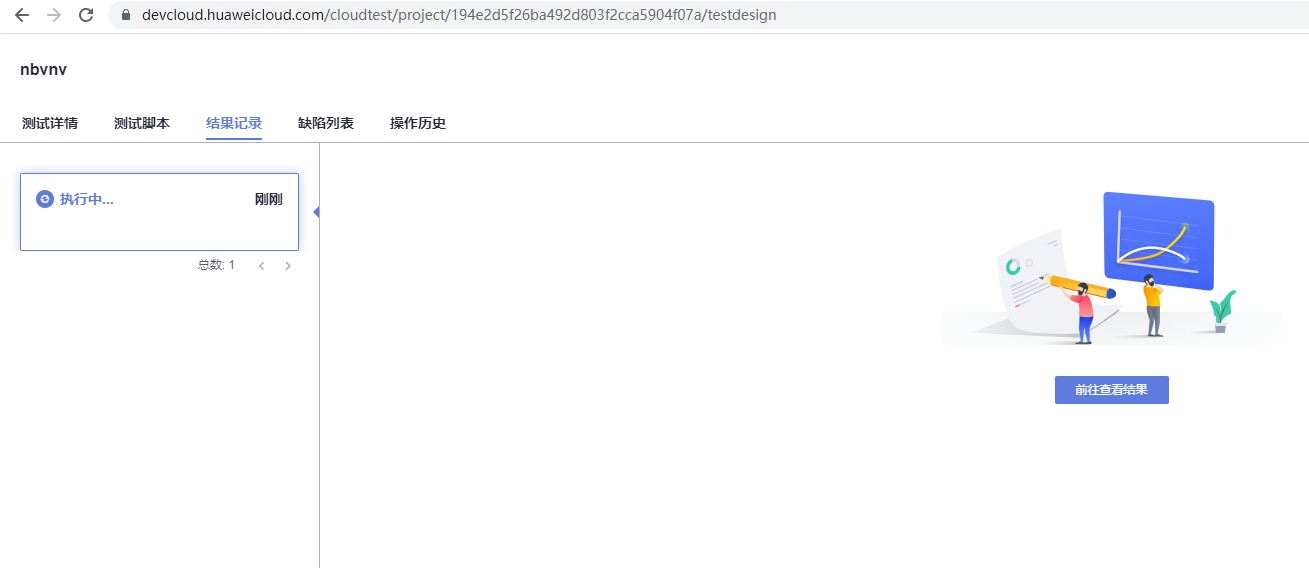 devcloud.huaweicloud.com/cloudtest/project/194e2d5f26ba492d803f2cca5904f07a/testdesign
nbvnv
测试详情 测试脚本 结果记录 缺陷列表 操作历史
执行中... 刚刚
总数: 1
前往查看结果